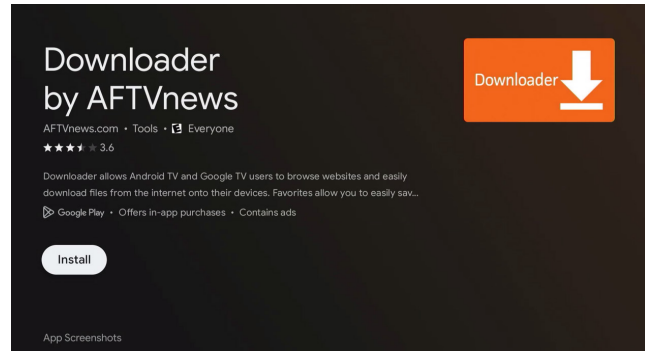 Downloader
by AFTVnews
Downloader
AFTVnews.com • Tools • E Everyone
3.6
Downloader allows Android TV and Google TV users to browse websites and easily
download files from the internet onto their devices. Favorites allow you to easily sav...
Google Play • Offers in-app purchases • Contains ads
Install
App Screenshots